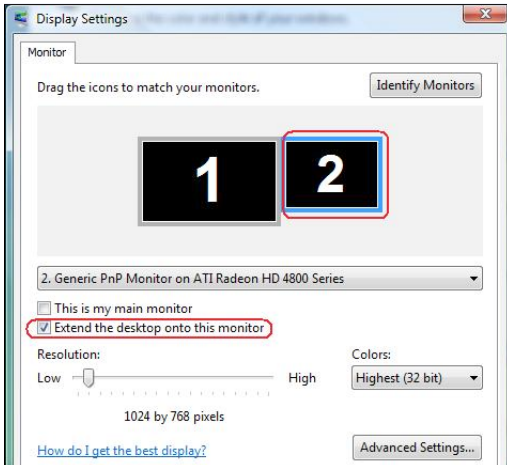 Display Settings
Monitor
Drag the icons to match your monitors.
Identify Monitors
1
2
2. Generic PnP Monitor on ATI Radeon HD 4800 Series
This is my main monitor
Extend the desktop onto this monitor
Resolution:
Colors:
Low
High
Highest (32 bit)
1024 by 768 pixels
How do I get the best display?
Advanced Settings...